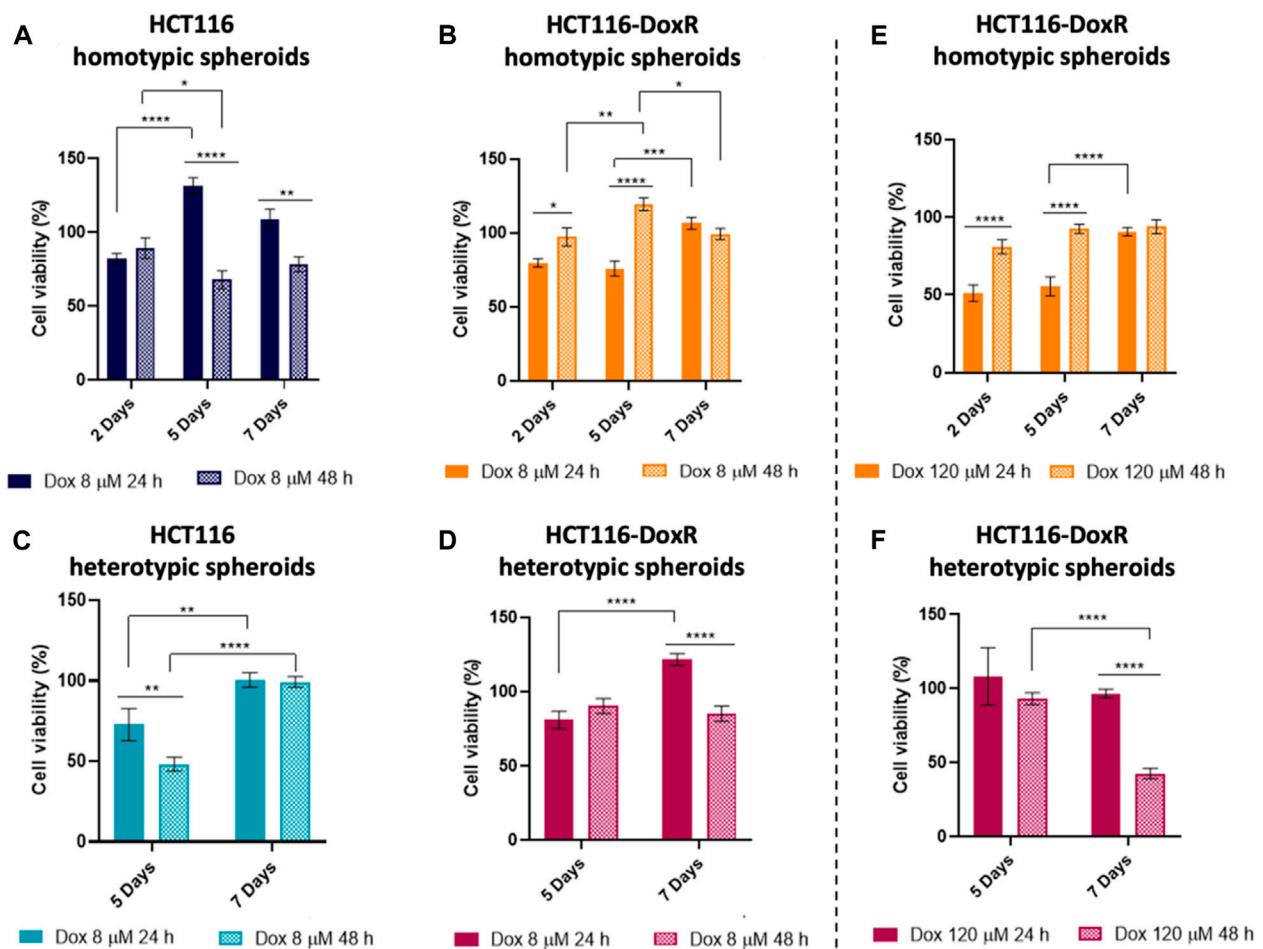 A
HCT116
homotypic spheroids
*
****
****
**
Cell viability (%)
150
100
50
0
2 Days
5 Days
7 Days
Dox 8 μM 24 h
Dox 8 μM 48 h
B
HCT116-DoxR
homotypic spheroids
*
**
***
****
*
Cell viability (%)
150
100
50
0
2 Days
5 Days
7 Days
Dox 8 μM 24 h
Dox 8 μM 48 h
E
HCT116-DoxR
homotypic spheroids
****
****
****
Cell viability (%)
150
100
50
0
2 Days
5 Days
7 Days
Dox 120 μM 24 h
Dox 120 μM 48 h
C
HCT116
heterotypic spheroids
**
****
**
Cell viability (%)
150
100
50
0
5 Days
7 Days
Dox 8 μM 24 h
Dox 8 μM 48 h
D
HCT116-DoxR
heterotypic spheroids
****
****
Cell viability (%)
150
100
50
0
5 Days
7 Days
Dox 8 μM 24 h
Dox 8 μM 48 h
F
HCT116-DoxR
heterotypic spheroids
****
****
Cell viability (%)
150
100
50
0
5 Days
7 Days
Dox 120 μM 24 h
Dox 120 μM 48 h